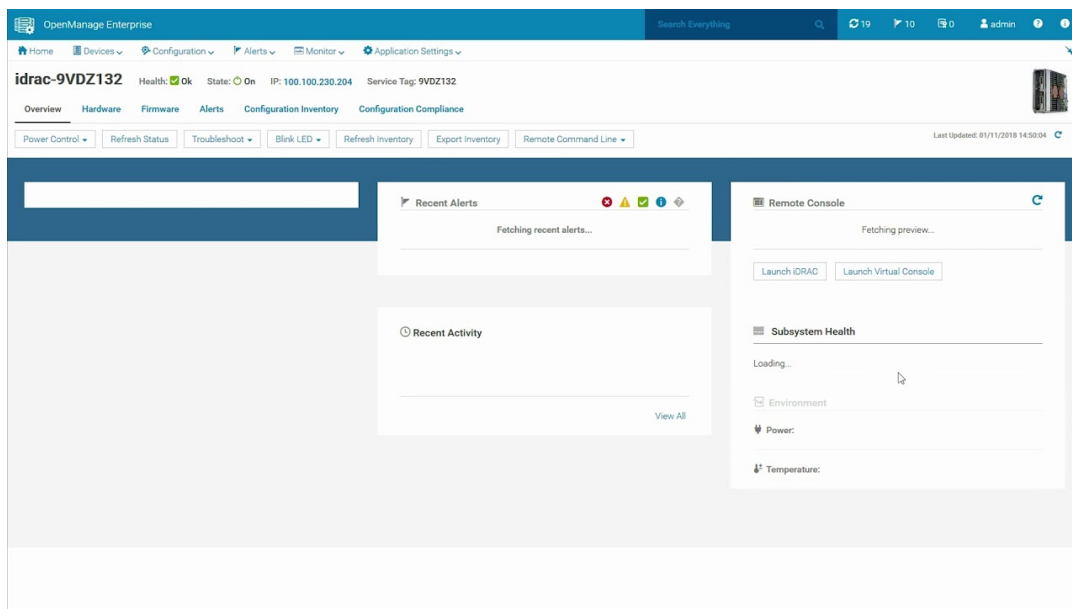 OpenManage Enterprise Search Everything 19 10 0 admin
Home Devices Configuration Alerts Monitor Application Settings
idrac-9VDZ132 Health: Ok State: On IP: 100.100.230.204 Service Tag: 9VDZ132
Overview Hardware Firmware Alerts Configuration Inventory Configuration Compliance
Power Control Refresh Status Troubleshoot Blink LED Refresh Inventory Export Inventory Remote Command Line Last Updated: 01/11/2018 14:50:04
Recent Alerts
Fetching recent alerts...
Recent Activity
View All
Remote Console
Fetching preview...
Launch iDRAC Launch Virtual Console
Subsystem Health
Loading...
Environment
Power:
Temperature: